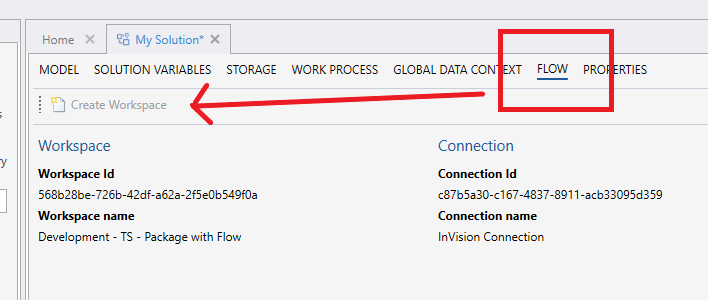 Home
My Solution*
MODEL SOLUTION VARIABLES STORAGE WORK PROCESS GLOBAL DATA CONTEXT FLOW PROPERTIES
Create Workspace
Workspace Connection
Workspace Id Connection Id
568b28be-726b-42df-a62a-2f5e0b549f0a c87b5a30-c167-4837-8911-acb33095d359
Workspace name Connection name
Development - TS - Package with Flow InVision Connection